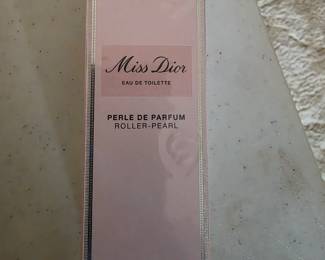 Miss Dior
EAU DE TOILETTE
PERLE DE PARFUM
ROLLER-PEARL